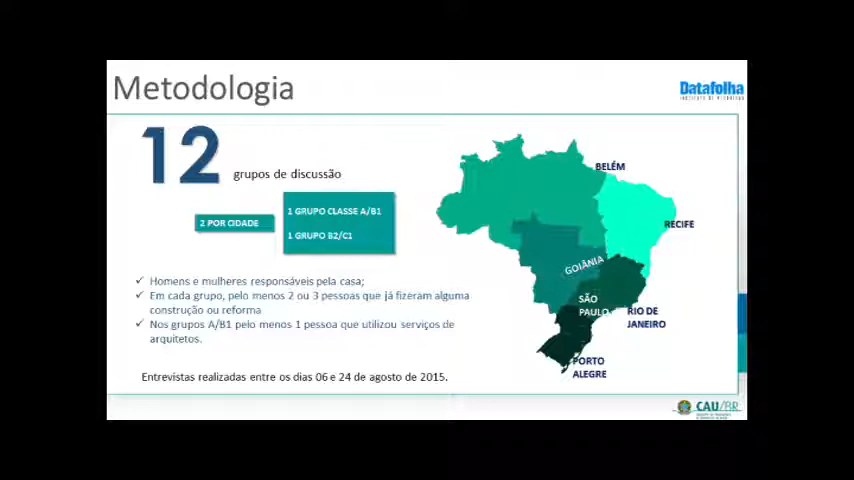 Metodologia
Datafolha
INSTITUTO DE PESQUISAS
12 grupos de discussão
2 POR CIDADE
1 GRUPO CLASSE A/B1
1 GRUPO B2/C1
✓ Homens e mulheres responsáveis pela casa;
✓ Em cada grupo, pelo menos 2 ou 3 pessoas que já fizeram alguma
construção ou reforma
✓ Nos grupos A/B1 pelo menos 1 pessoa que utilizou serviços de
arquitetos.
Entrevistas realizadas entre os dias 06 e 24 de agosto de 2015.
BELÉM
RECIFE
GOIÂNIA
SÃO
PAULO
RIO DE
JANEIRO
PORTO
ALEGRE
CAU/BR